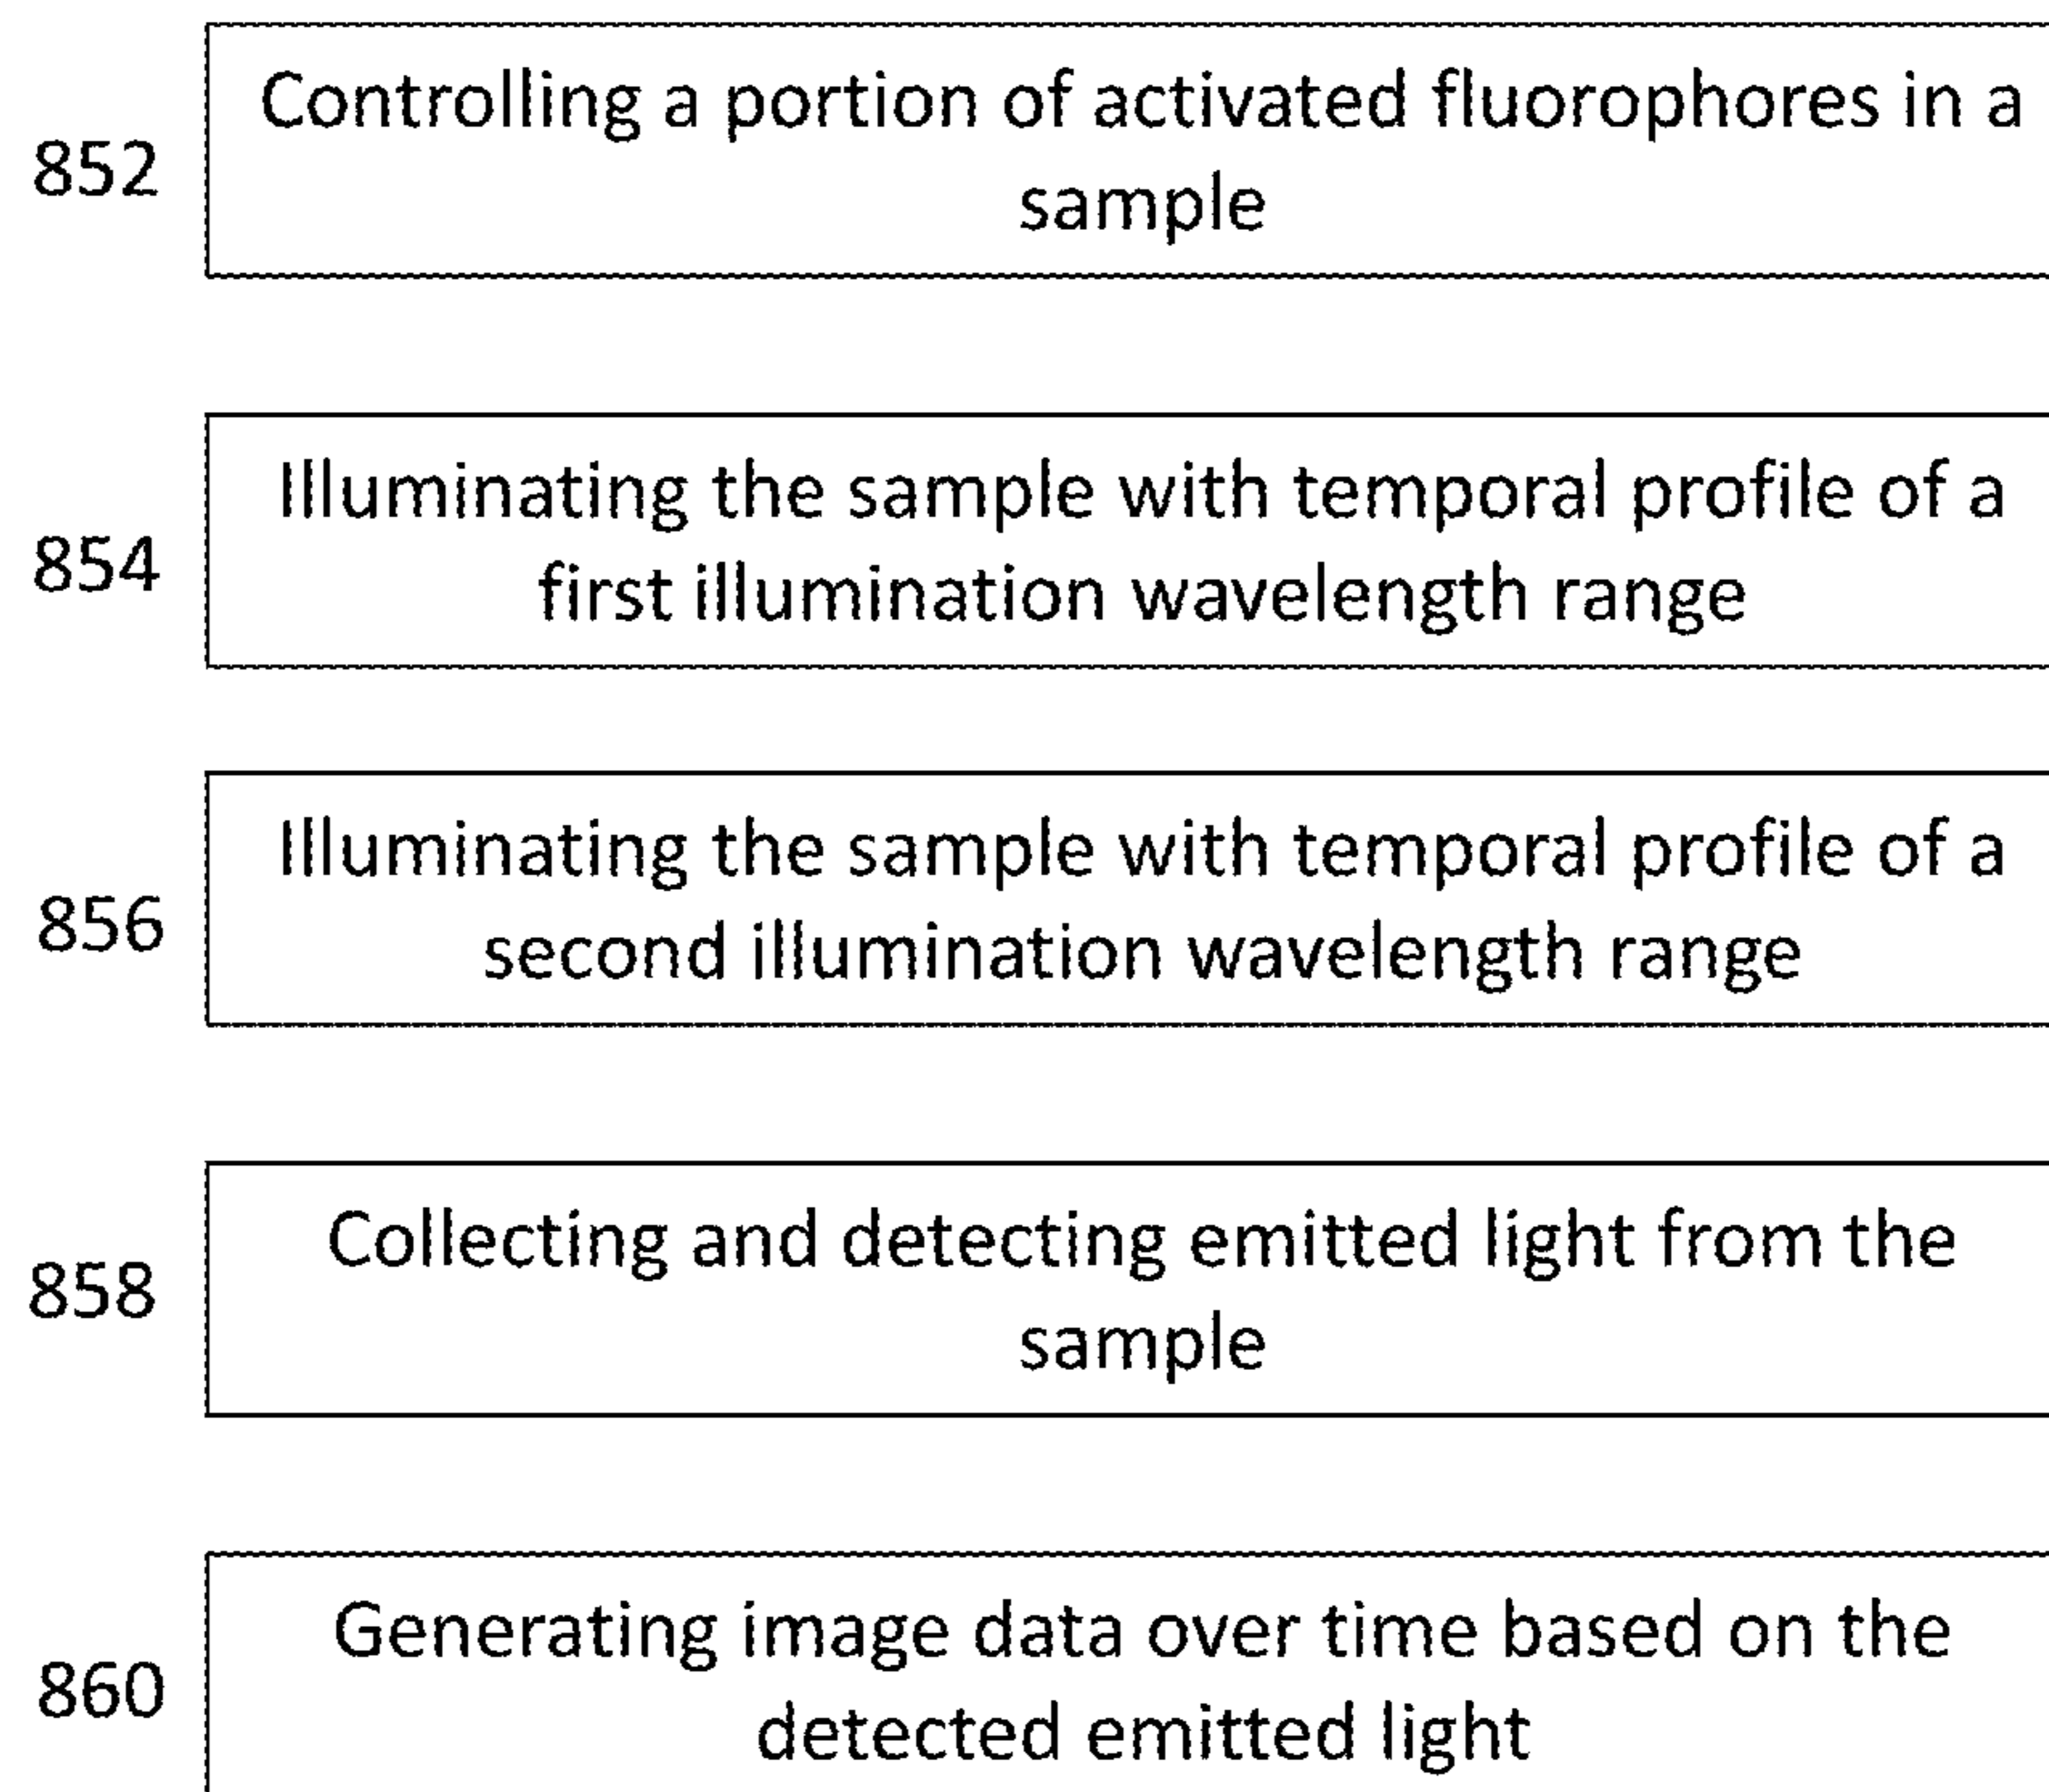 Controlling a portion of activated fluorophores in a
852
sample
Illuminating the sample with temporal profile of a
854
first illumination wavelength range
Illuminating the sample with temporal profile of a
856
second illumination wavelength range
Collecting and detecting emitted light from the
858
sample
Generating image data over time based on the
860
detected emitted light